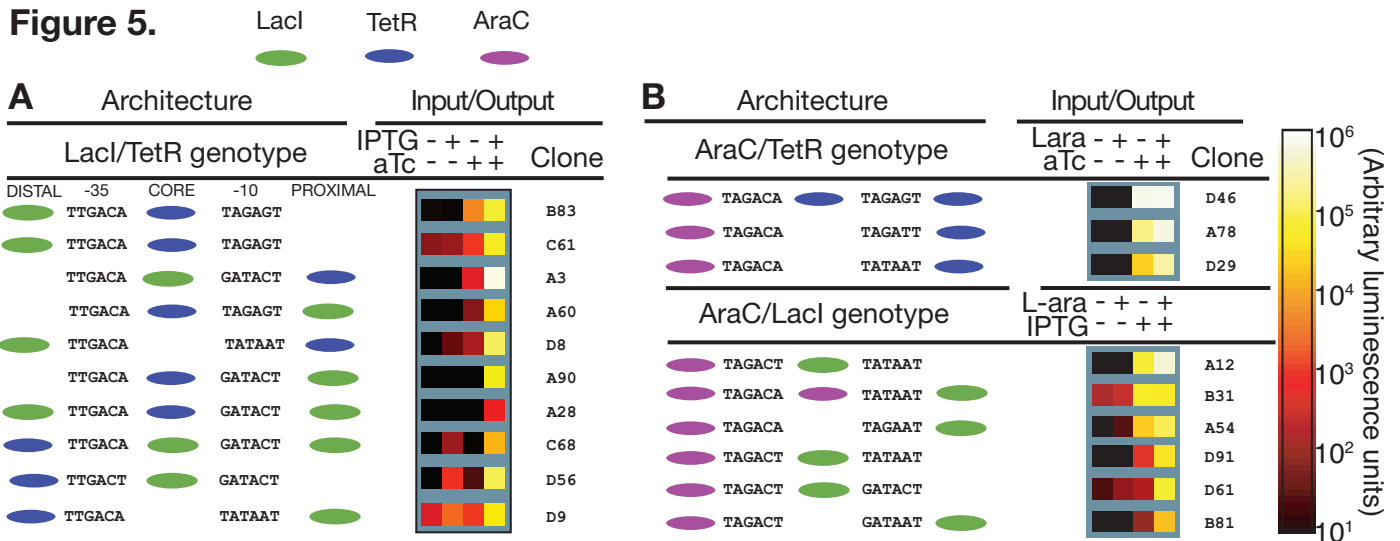 Figure 5.
LacI TetR AraC
A Architecture Input/Output
LacI/TetR genotype
IPTG - + - +
aTc - - + +
Clone
DISTAL -35 CORE -10 PROXIMAL
TTGACA TAGAGT B83
TTGACA TAGAGT C61
TTGACA GATACT A3
TTGACA TAGAGT A60
TTGACA TATAAT D8
TTGACA GATACT A90
TTGACA GATACT A28
TTGACA GATACT C68
TTGACT GATACT D56
TTGACA TATAAT D9
B Architecture Input/Output
AraC/TetR genotype
Lara - + - +
aTc - - + +
Clone
TAGACA TAGAGT D46
TAGACA TAGATT A78
TAGACA TATAAT D29
AraC/LacI genotype
L-ara - + - +
IPTG - - + +
TAGACT TATAAT A12
TAGACA TATAAT B31
TAGACA TAGAAT A54
TAGACT TATAAT D91
TAGACT GATACT D61
TAGACT GATAAT B81
10^6
10^5
10^4
10^3
10^2
10^1
(Arbitrary luminescence units)